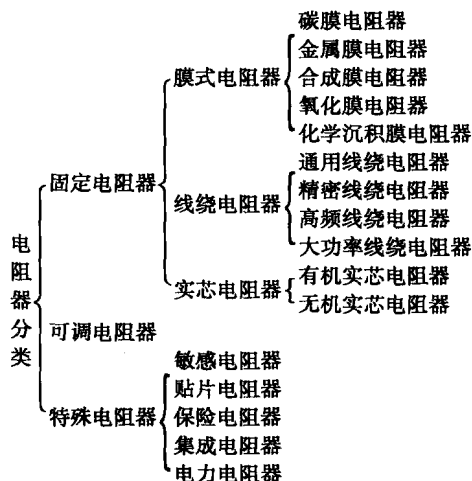 电阻器分类
固定电阻器
膜式电阻器
碳膜电阻器
金属膜电阻器
合成膜电阻器
氧化膜电阻器
化学沉积膜电阻器
线绕电阻器
通用线绕电阻器
精密线绕电阻器
高频线绕电阻器
大功率线绕电阻器
实芯电阻器
有机实芯电阻器
无机实芯电阻器
可调电阻器
特殊电阻器
敏感电阻器
贴片电阻器
保险电阻器
集成电阻器
电力电阻器